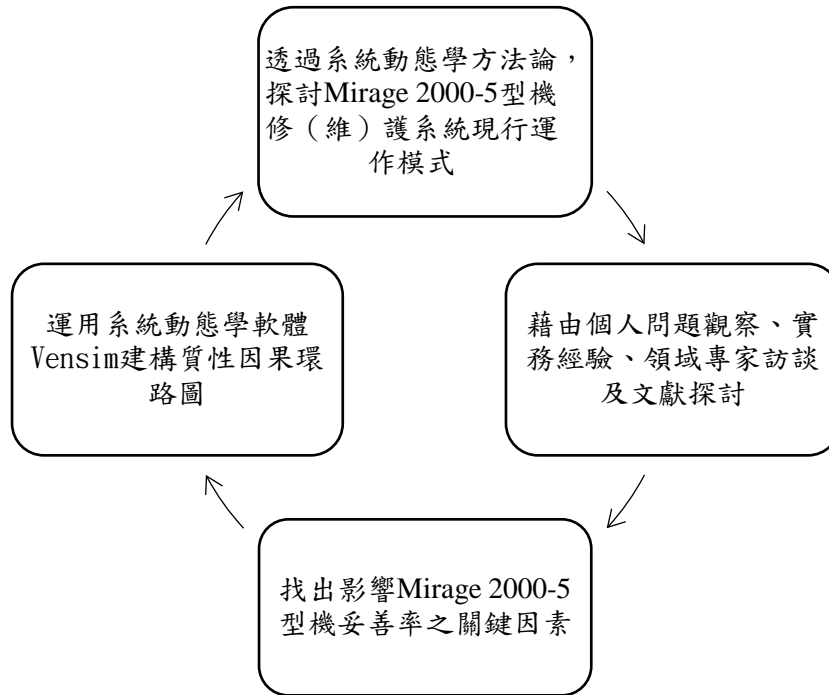 透過系統動態學方法論，
探討Mirage 2000-5型機
修（維）護系統現行運
作模式
藉由個人問題觀察、實
務經驗、領域專家訪談
及文獻探討
找出影響Mirage 2000-5
型機妥善率之關鍵因素
運用系統動態學軟體
Vensim建構質性因果環
路圖